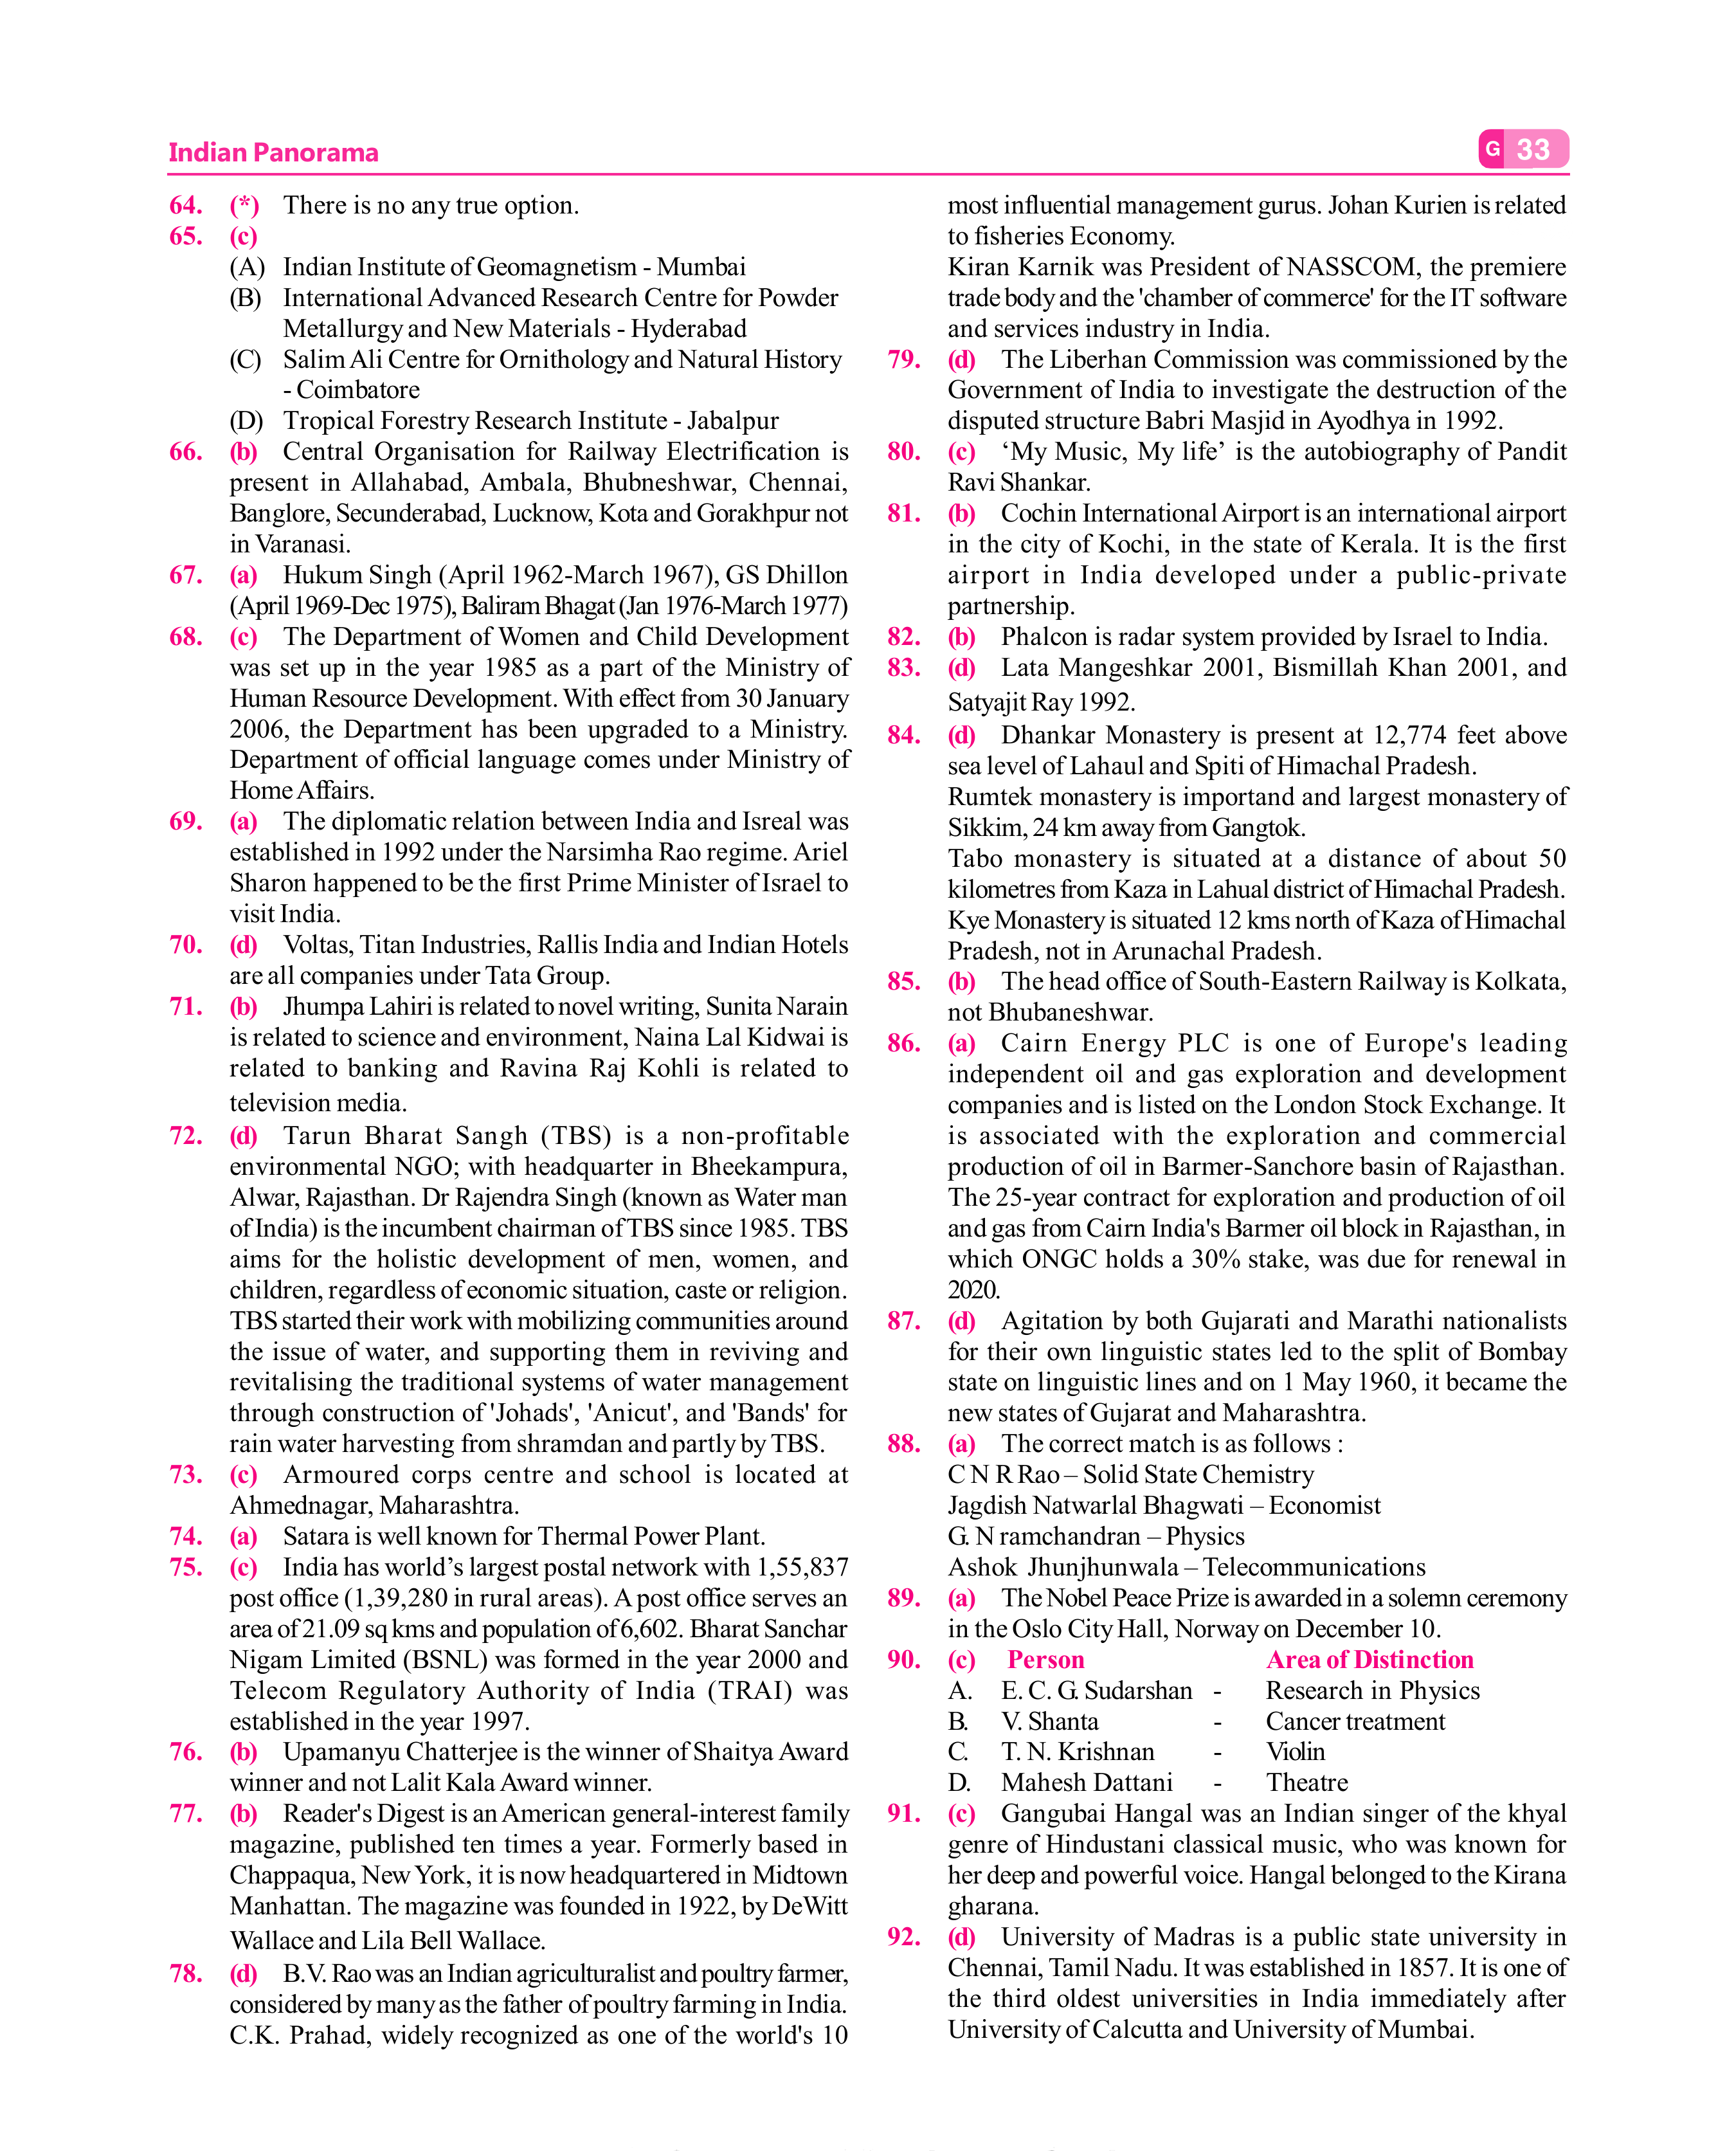 Indian Panorama
G 33
64. (*) There is no any true option.
65. (c)
(A) Indian Institute of Geomagnetism - Mumbai
(B) International Advanced Research Centre for Powder
Metallurgy and New Materials - Hyderabad
(C) Salim Ali Centre for Ornithology and Natural History
- Coimbatore
(D) Tropical Forestry Research Institute - Jabalpur
66. (b) Central Organisation for Railway Electrification is
present in Allahabad, Ambala, Bhubneshwar, Chennai,
Banglore, Secunderabad, Lucknow, Kota and Gorakhpur not
in Varanasi.
67. (a) Hukum Singh (April 1962-March 1967), GS Dhillon
(April 1969-Dec 1975), Baliram Bhagat (Jan 1976-March 1977)
68. (c) The Department of Women and Child Development
was set up in the year 1985 as a part of the Ministry of
Human Resource Development. With effect from 30 January
2006, the Department has been upgraded to a Ministry.
Department of official language comes under Ministry of
Home Affairs.
69. (a) The diplomatic relation between India and Isreal was
established in 1992 under the Narsimha Rao regime. Ariel
Sharon happened to be the first Prime Minister of Israel to
visit India.
70. (d) Voltas, Titan Industries, Rallis India and Indian Hotels
are all companies under Tata Group.
71. (b) Jhumpa Lahiri is related to novel writing, Sunita Narain
is related to science and environment, Naina Lal Kidwai is
related to banking and Ravina Raj Kohli is related to
television media.
72. (d) Tarun Bharat Sangh (TBS) is a non-profitable
environmental NGO; with headquarter in Bheekampura,
Alwar, Rajasthan. Dr Rajendra Singh (known as Water man
of India) is the incumbent chairman of TBS since 1985. TBS
aims for the holistic development of men, women, and
children, regardless of economic situation, caste or religion.
TBS started their work with mobilizing communities around
the issue of water, and supporting them in reviving and
revitalising the traditional systems of water management
through construction of 'Johads', 'Anicut', and 'Bands' for
rain water harvesting from shramdan and partly by TBS.
73. (c) Armoured corps centre and school is located at
Ahmednagar, Maharashtra.
74. (a) Satara is well known for Thermal Power Plant.
75. (c) India has world’s largest postal network with 1,55,837
post office (1,39,280 in rural areas). A post office serves an
area of 21.09 sq kms and population of 6,602. Bharat Sanchar
Nigam Limited (BSNL) was formed in the year 2000 and
Telecom Regulatory Authority of India (TRAI) was
established in the year 1997.
76. (b) Upamanyu Chatterjee is the winner of Shaitya Award
winner and not Lalit Kala Award winner.
77. (b) Reader's Digest is an American general-interest family
magazine, published ten times a year. Formerly based in
Chappaqua, New York, it is now headquartered in Midtown
Manhattan. The magazine was founded in 1922, by DeWitt
Wallace and Lila Bell Wallace.
78. (d) B.V. Rao was an Indian agriculturalist and poultry farmer,
considered by many as the father of poultry farming in India.
C.K. Prahad, widely recognized as one of the world's 10
most influential management gurus. Johan Kurien is related
to fisheries Economy.
Kiran Karnik was President of NASSCOM, the premiere
trade body and the 'chamber of commerce' for the IT software
and services industry in India.
79. (d) The Liberhan Commission was commissioned by the
Government of India to investigate the destruction of the
disputed structure Babri Masjid in Ayodhya in 1992.
80. (c) ‘My Music, My life’ is the autobiography of Pandit
Ravi Shankar.
81. (b) Cochin International Airport is an international airport
in the city of Kochi, in the state of Kerala. It is the first
airport in India developed under a public-private
partnership.
82. (b) Phalcon is radar system provided by Israel to India.
83. (d) Lata Mangeshkar 2001, Bismillah Khan 2001, and
Satyajit Ray 1992.
84. (d) Dhankar Monastery is present at 12,774 feet above
sea level of Lahaul and Spiti of Himachal Pradesh.
Rumtek monastery is importand and largest monastery of
Sikkim, 24 km away from Gangtok.
Tabo monastery is situated at a distance of about 50
kilometres from Kaza in Lahual district of Himachal Pradesh.
Kye Monastery is situated 12 kms north of Kaza of Himachal
Pradesh, not in Arunachal Pradesh.
85. (b) The head office of South-Eastern Railway is Kolkata,
not Bhubaneshwar.
86. (a) Cairn Energy PLC is one of Europe's leading
independent oil and gas exploration and development
companies and is listed on the London Stock Exchange. It
is associated with the exploration and commercial
production of oil in Barmer-Sanchore basin of Rajasthan.
The 25-year contract for exploration and production of oil
and gas from Cairn India's Barmer oil block in Rajasthan, in
which ONGC holds a 30% stake, was due for renewal in
2020.
87. (d) Agitation by both Gujarati and Marathi nationalists
for their own linguistic states led to the split of Bombay
state on linguistic lines and on 1 May 1960, it became the
new states of Gujarat and Maharashtra.
88. (a) The correct match is as follows :
C N R Rao – Solid State Chemistry
Jagdish Natwarlal Bhagwati – Economist
G. N ramchandran – Physics
Ashok Jhunjhunwala – Telecommunications
89. (a) The Nobel Peace Prize is awarded in a solemn ceremony
in the Oslo City Hall, Norway on December 10.
90. (c) Person Area of Distinction
A. E. C. G. Sudarshan - Research in Physics
B. V. Shanta - Cancer treatment
C. T. N. Krishnan - Violin
D. Mahesh Dattani - Theatre
91. (c) Gangubai Hangal was an Indian singer of the khyal
genre of Hindustani classical music, who was known for
her deep and powerful voice. Hangal belonged to the Kirana
gharana.
92. (d) University of Madras is a public state university in
Chennai, Tamil Nadu. It was established in 1857. It is one of
the third oldest universities in India immediately after
University of Calcutta and University of Mumbai.